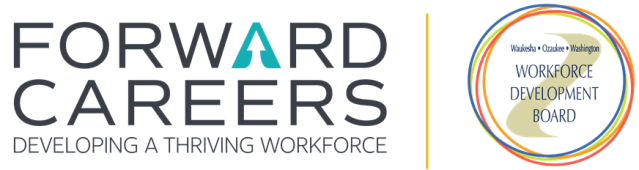 FORWARD
CAREERS
DEVELOPING A THRIVING WORKFORCE
Waukesha • Ozaukee • Washington
WORKFORCE
DEVELOPMENT
BOARD